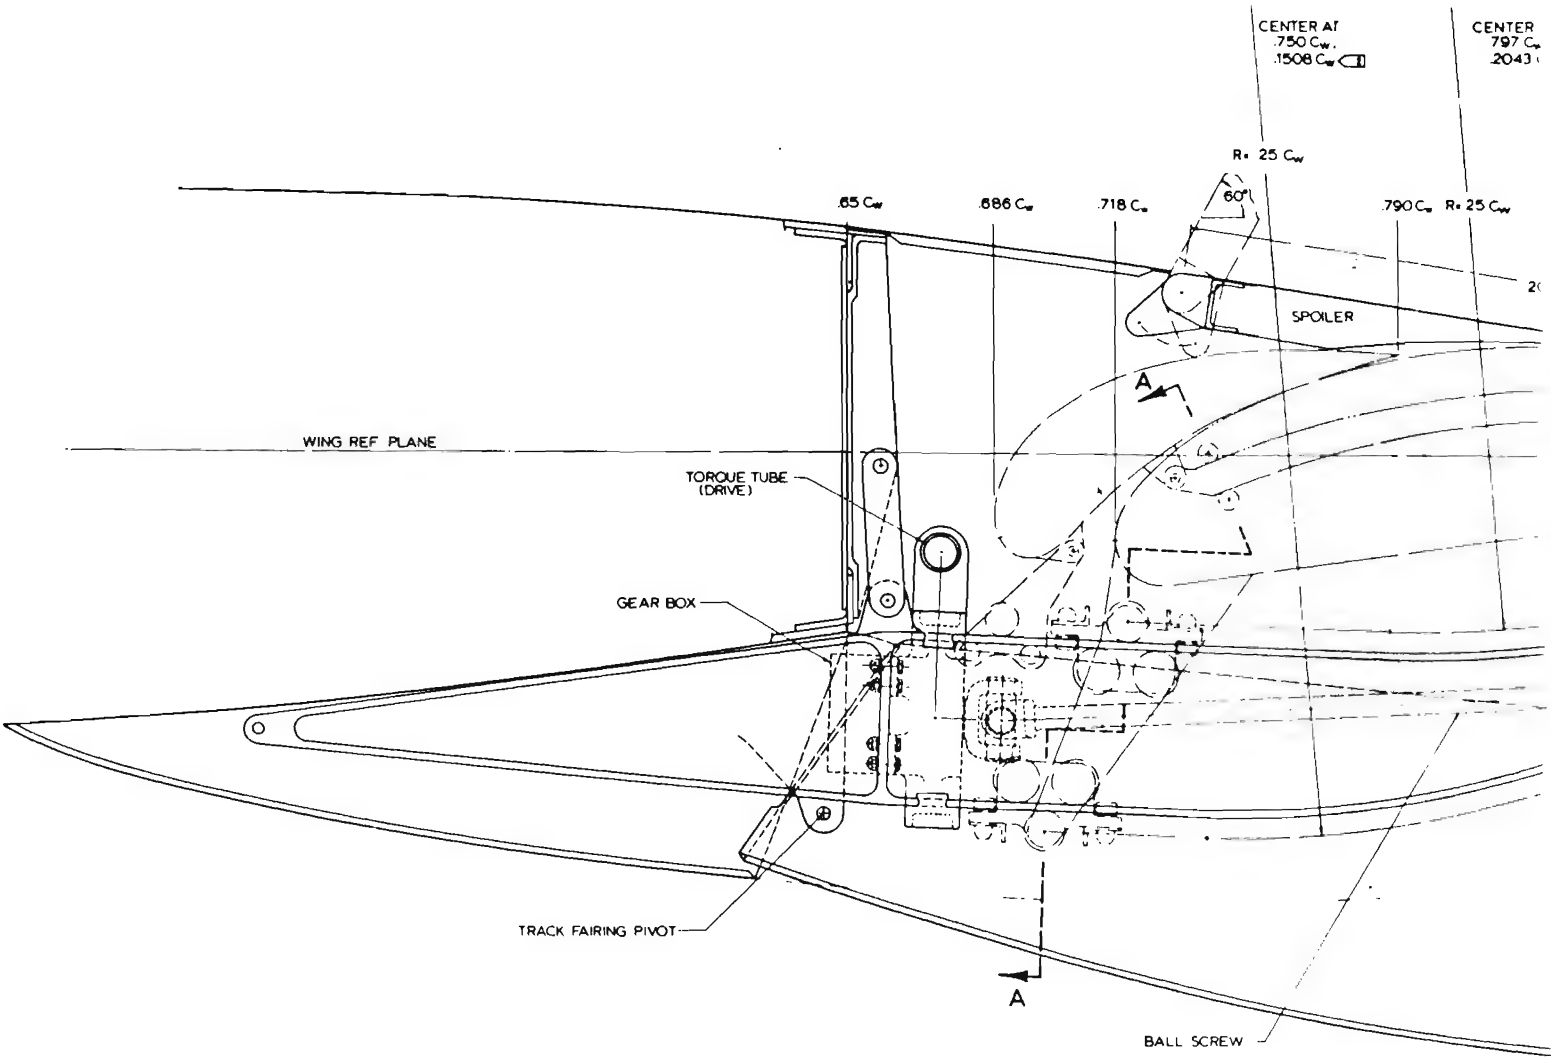 CENTER AT
.750 Cw.
.1508 Cw
CENTER
797 C
.2043
R= 25 Cw
60°
.65 Cw
.686 Cw
.718 Cw
.790 Cw
R= 25 Cw
SPOILER
A
WING REF PLANE
TORQUE TUBE
(DRIVE)
GEAR BOX
TRACK FAIRING PIVOT
A
BALL SCREW